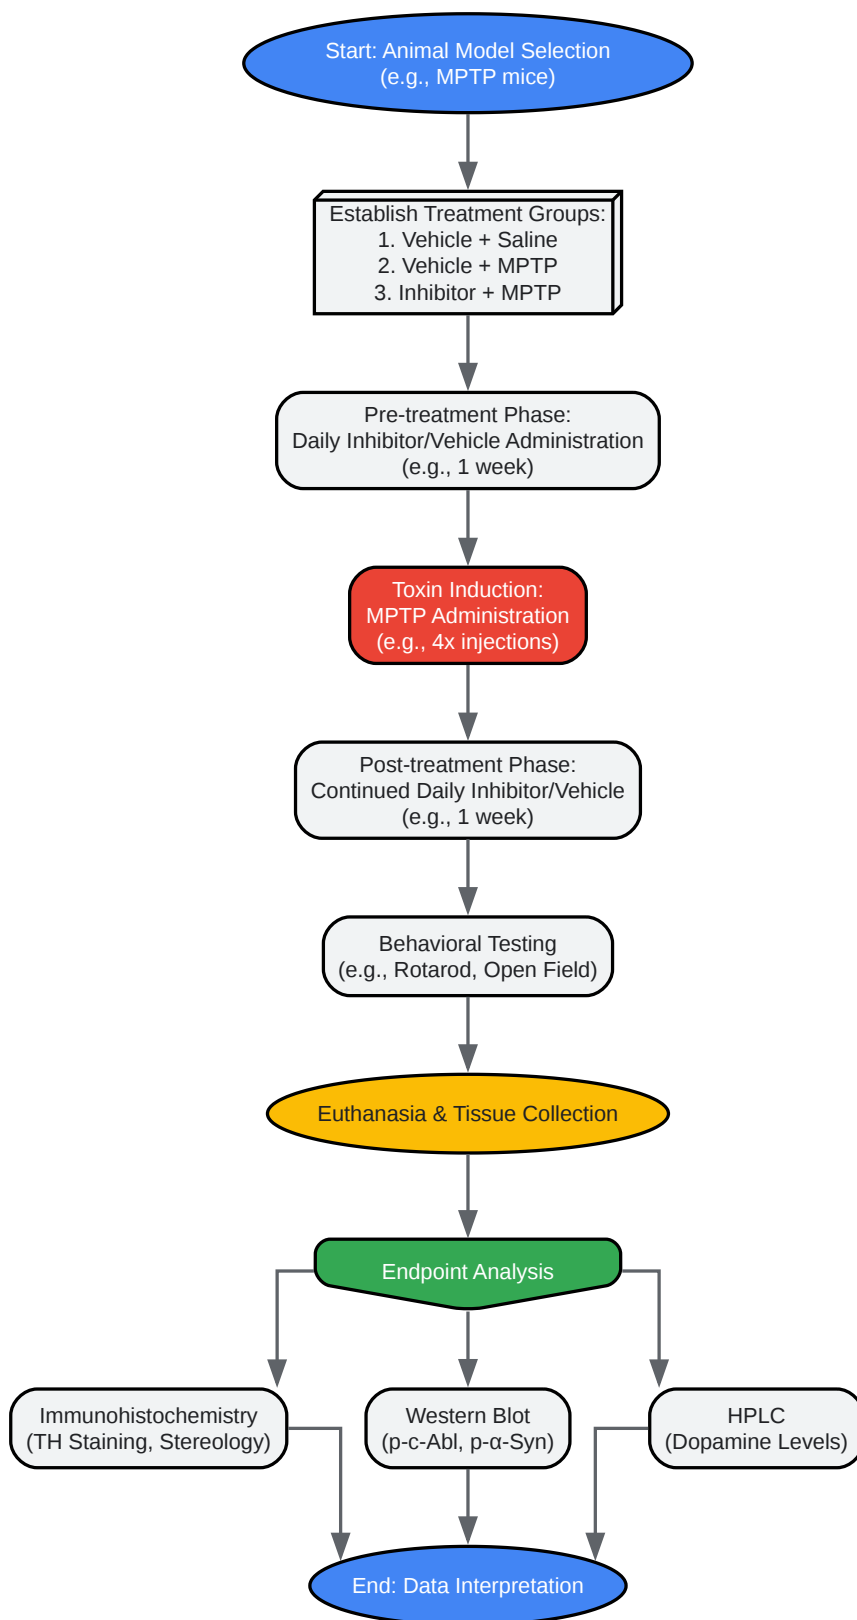 Start: Animal Model Selection
(e.g., MPTP mice)
Establish Treatment Groups:
1. Vehicle + Saline
2. Vehicle + MPTP
3. Inhibitor + MPTP
Pre-treatment Phase:
Daily Inhibitor/Vehicle Administration
(e.g., 1 week)
Toxin Induction:
MPTP Administration
(e.g., 4x injections)
Post-treatment Phase:
Continued Daily Inhibitor/Vehicle
(e.g., 1 week)
Behavioral Testing
(e.g., Rotarod, Open Field)
Euthanasia & Tissue Collection
Endpoint Analysis
Immunohistochemistry
(TH Staining, Stereology)
Western Blot
(p-c-Abl, p-α-Syn)
HPLC
(Dopamine Levels)
End: Data Interpretation